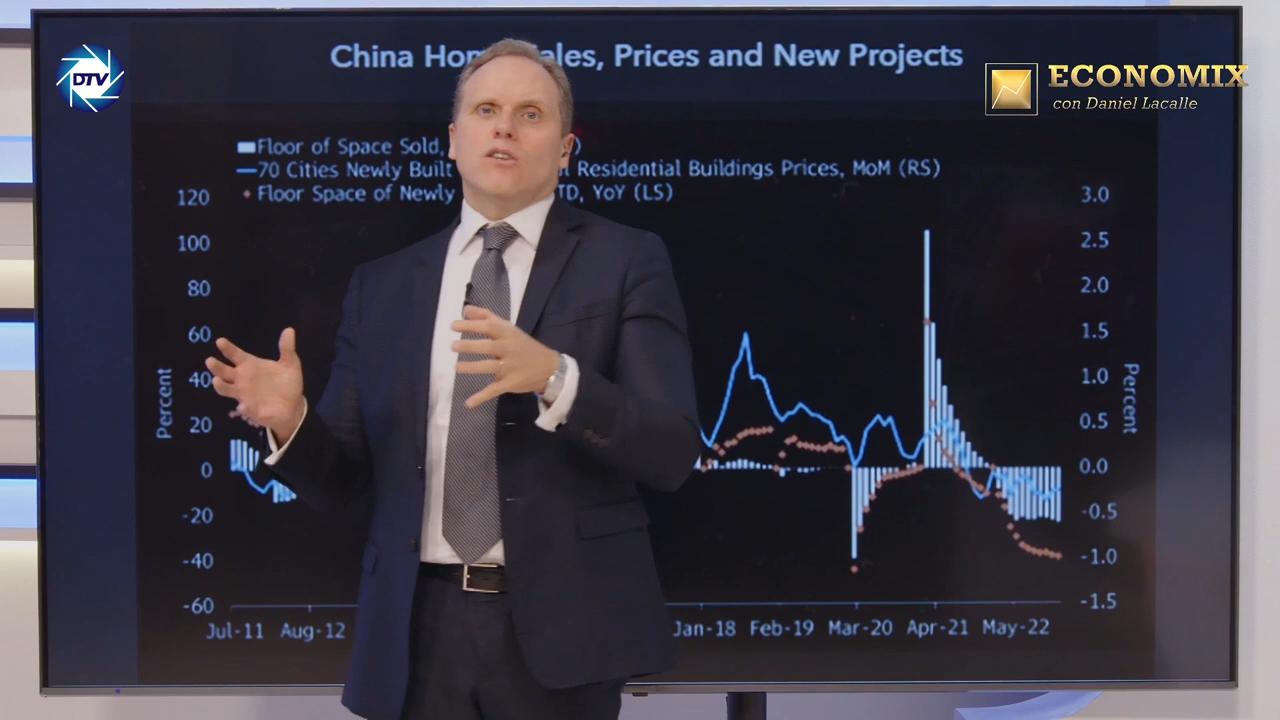 DTV
China Hom ales, Prices and New Projects
ECONOMIX
con Daniel Lacalle
Floor of Space Sold, )
70 Cities Newly Built l Residential Buildings Prices, MoM (RS)
Floor Space of Newly TD, YoY (LS)
120
100
80
60
40
20
0
-20
-40
-60
Percent
3.0
2.5
2.0
1.5
1.0
0.5
0.0
-0.5
-1.0
-1.5
Percent
Jul-11 Aug-12 Jan-18 Feb-19 Mar-20 Apr-21 May-22